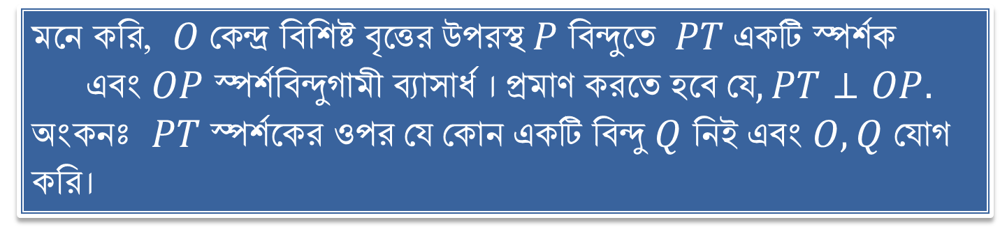 মনে করি, O কেন্দ্র বিশিষ্ট বৃত্তের উপরস্থ P বিন্দুতে PT একটি স্পর্শক
এবং OP স্পর্শবিন্দুগামী ব্যাসার্ধ । প্রমাণ করতে হবে যে, PT ⊥ OP.
অংকনঃ PT স্পর্শকের ওপর যে কোন একটি বিন্দু Q নিই এবং O, Q যোগ
করি।